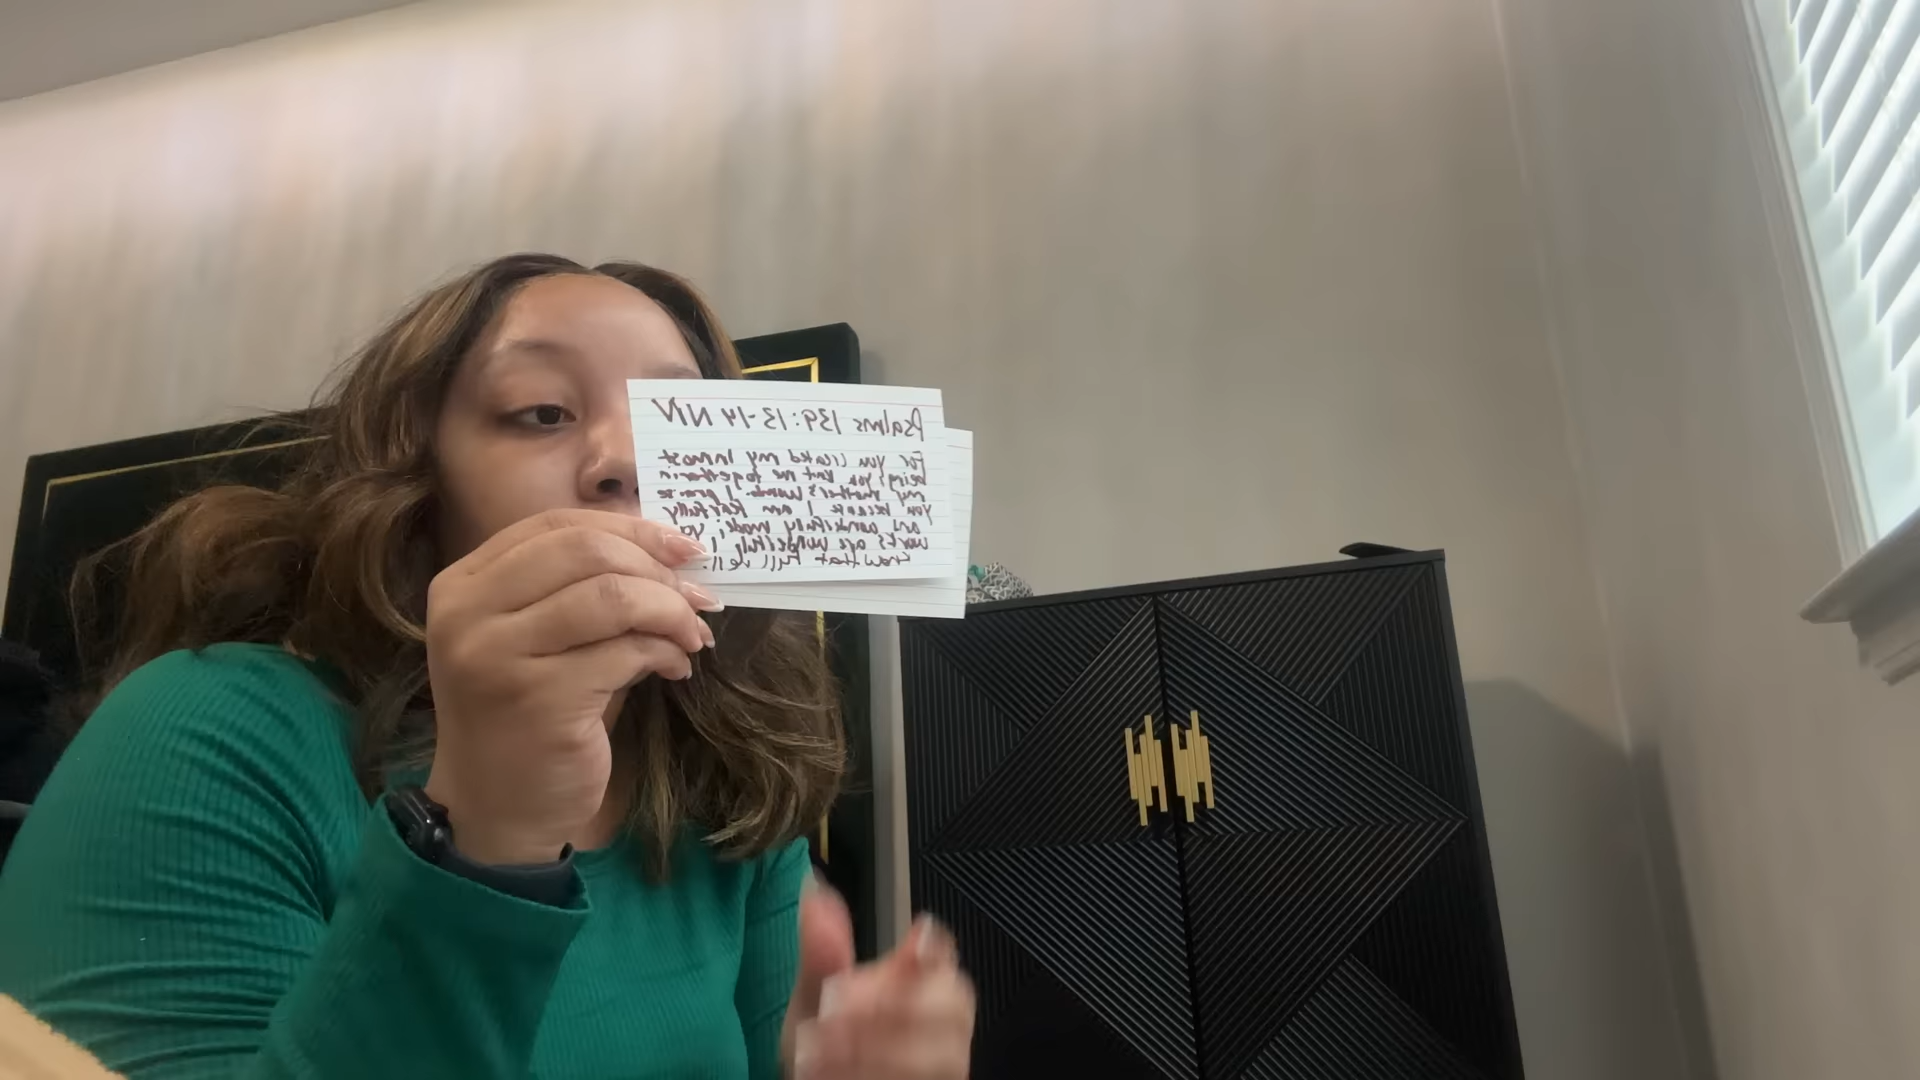 Psalms 139:13-14 NIV
For you created my inmost
being; you knit me together in
my mother's womb. I praise
you because I am fearfully
and wonderfully made; yo
works are wonderful, I
know that full well.